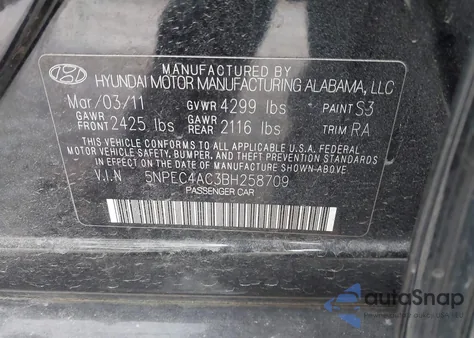 MANUFACTURED BY
HYUNDAI MOTOR MANUFACTURING ALABAMA, LLC
Mar/03/11 GVWR 4299 lbs PAINT S3
GAWR FRONT 2425 lbs GAWR REAR 2116 lbs TRIM RA
THIS VEHICLE CONFORMS TO ALL APPLICABLE U.S.A. FEDERAL
MOTOR VEHICLE SAFETY, BUMPER, AND THEFT PREVENTION STANDARDS
IN EFFECT ON THE DATE OF MANUFACTURE SHOWN ABOVE.
V.I.N 5NPEC4AC3BH258709
PASSENGER CAR
autoSnap